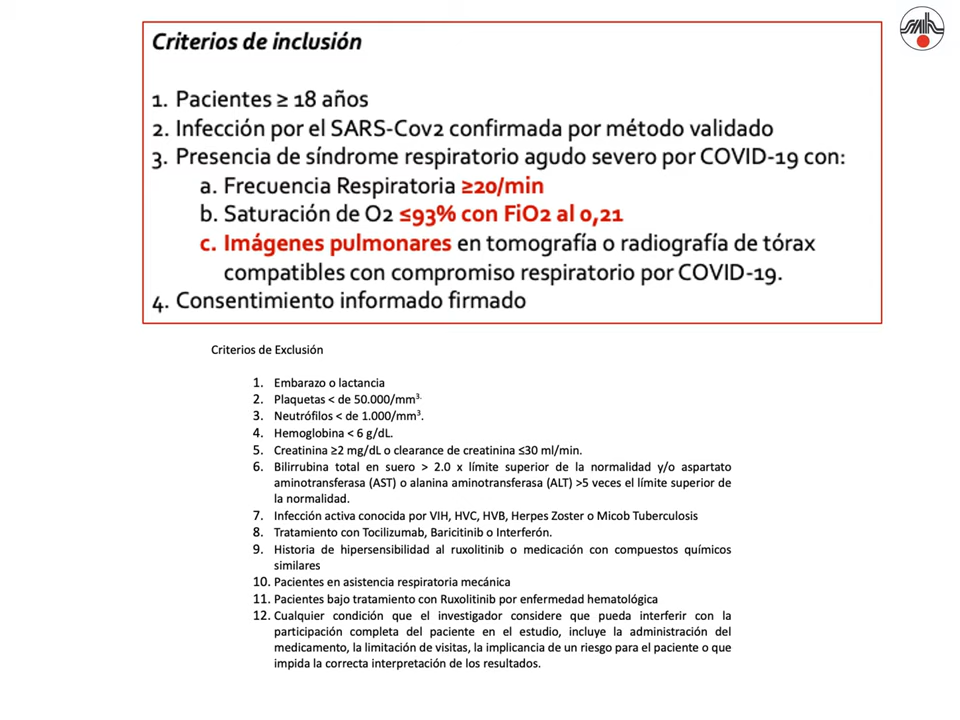 Criterios de inclusión
1. Pacientes ≥ 18 años
2. Infección por el SARS-Cov2 confirmada por método validado
3. Presencia de síndrome respiratorio agudo severo por COVID-19 con:
a. Frecuencia Respiratoria ≥20/min
b. Saturación de O2 ≤93% con FiO2 al 0,21
c. Imágenes pulmonares en tomografía o radiografía de tórax
compatibles con compromiso respiratorio por COVID-19.
4. Consentimiento informado firmado
Criterios de Exclusión
1. Embarazo o lactancia
2. Plaquetas < de 50.000/mm³·
3. Neutrófilos < de 1.000/mm³.
4. Hemoglobina < 6 g/dL.
5. Creatinina ≥2 mg/dL o clearance de creatinina ≤30 ml/min.
6. Bilirrubina total en suero > 2.0 x límite superior de la normalidad y/o aspartato
aminotransferasa (AST) o alanina aminotransferasa (ALT) >5 veces el límite superior de
la normalidad.
7. Infección activa conocida por VIH, HVC, HVB, Herpes Zoster o Micob Tuberculosis
8. Tratamiento con Tocilizumab, Baricitinib o Interferón.
9. Historia de hipersensibilidad al ruxolitinib o medicación con compuestos químicos
similares
10. Pacientes en asistencia respiratoria mecánica
11. Pacientes bajo tratamiento con Ruxolitinib por enfermedad hematológica
12. Cualquier condición que el investigador considere que pueda interferir con la
participación completa del paciente en el estudio, incluye la administración del
medicamento, la limitación de visitas, la implicancia de un riesgo para el paciente o que
impida la correcta interpretación de los resultados.